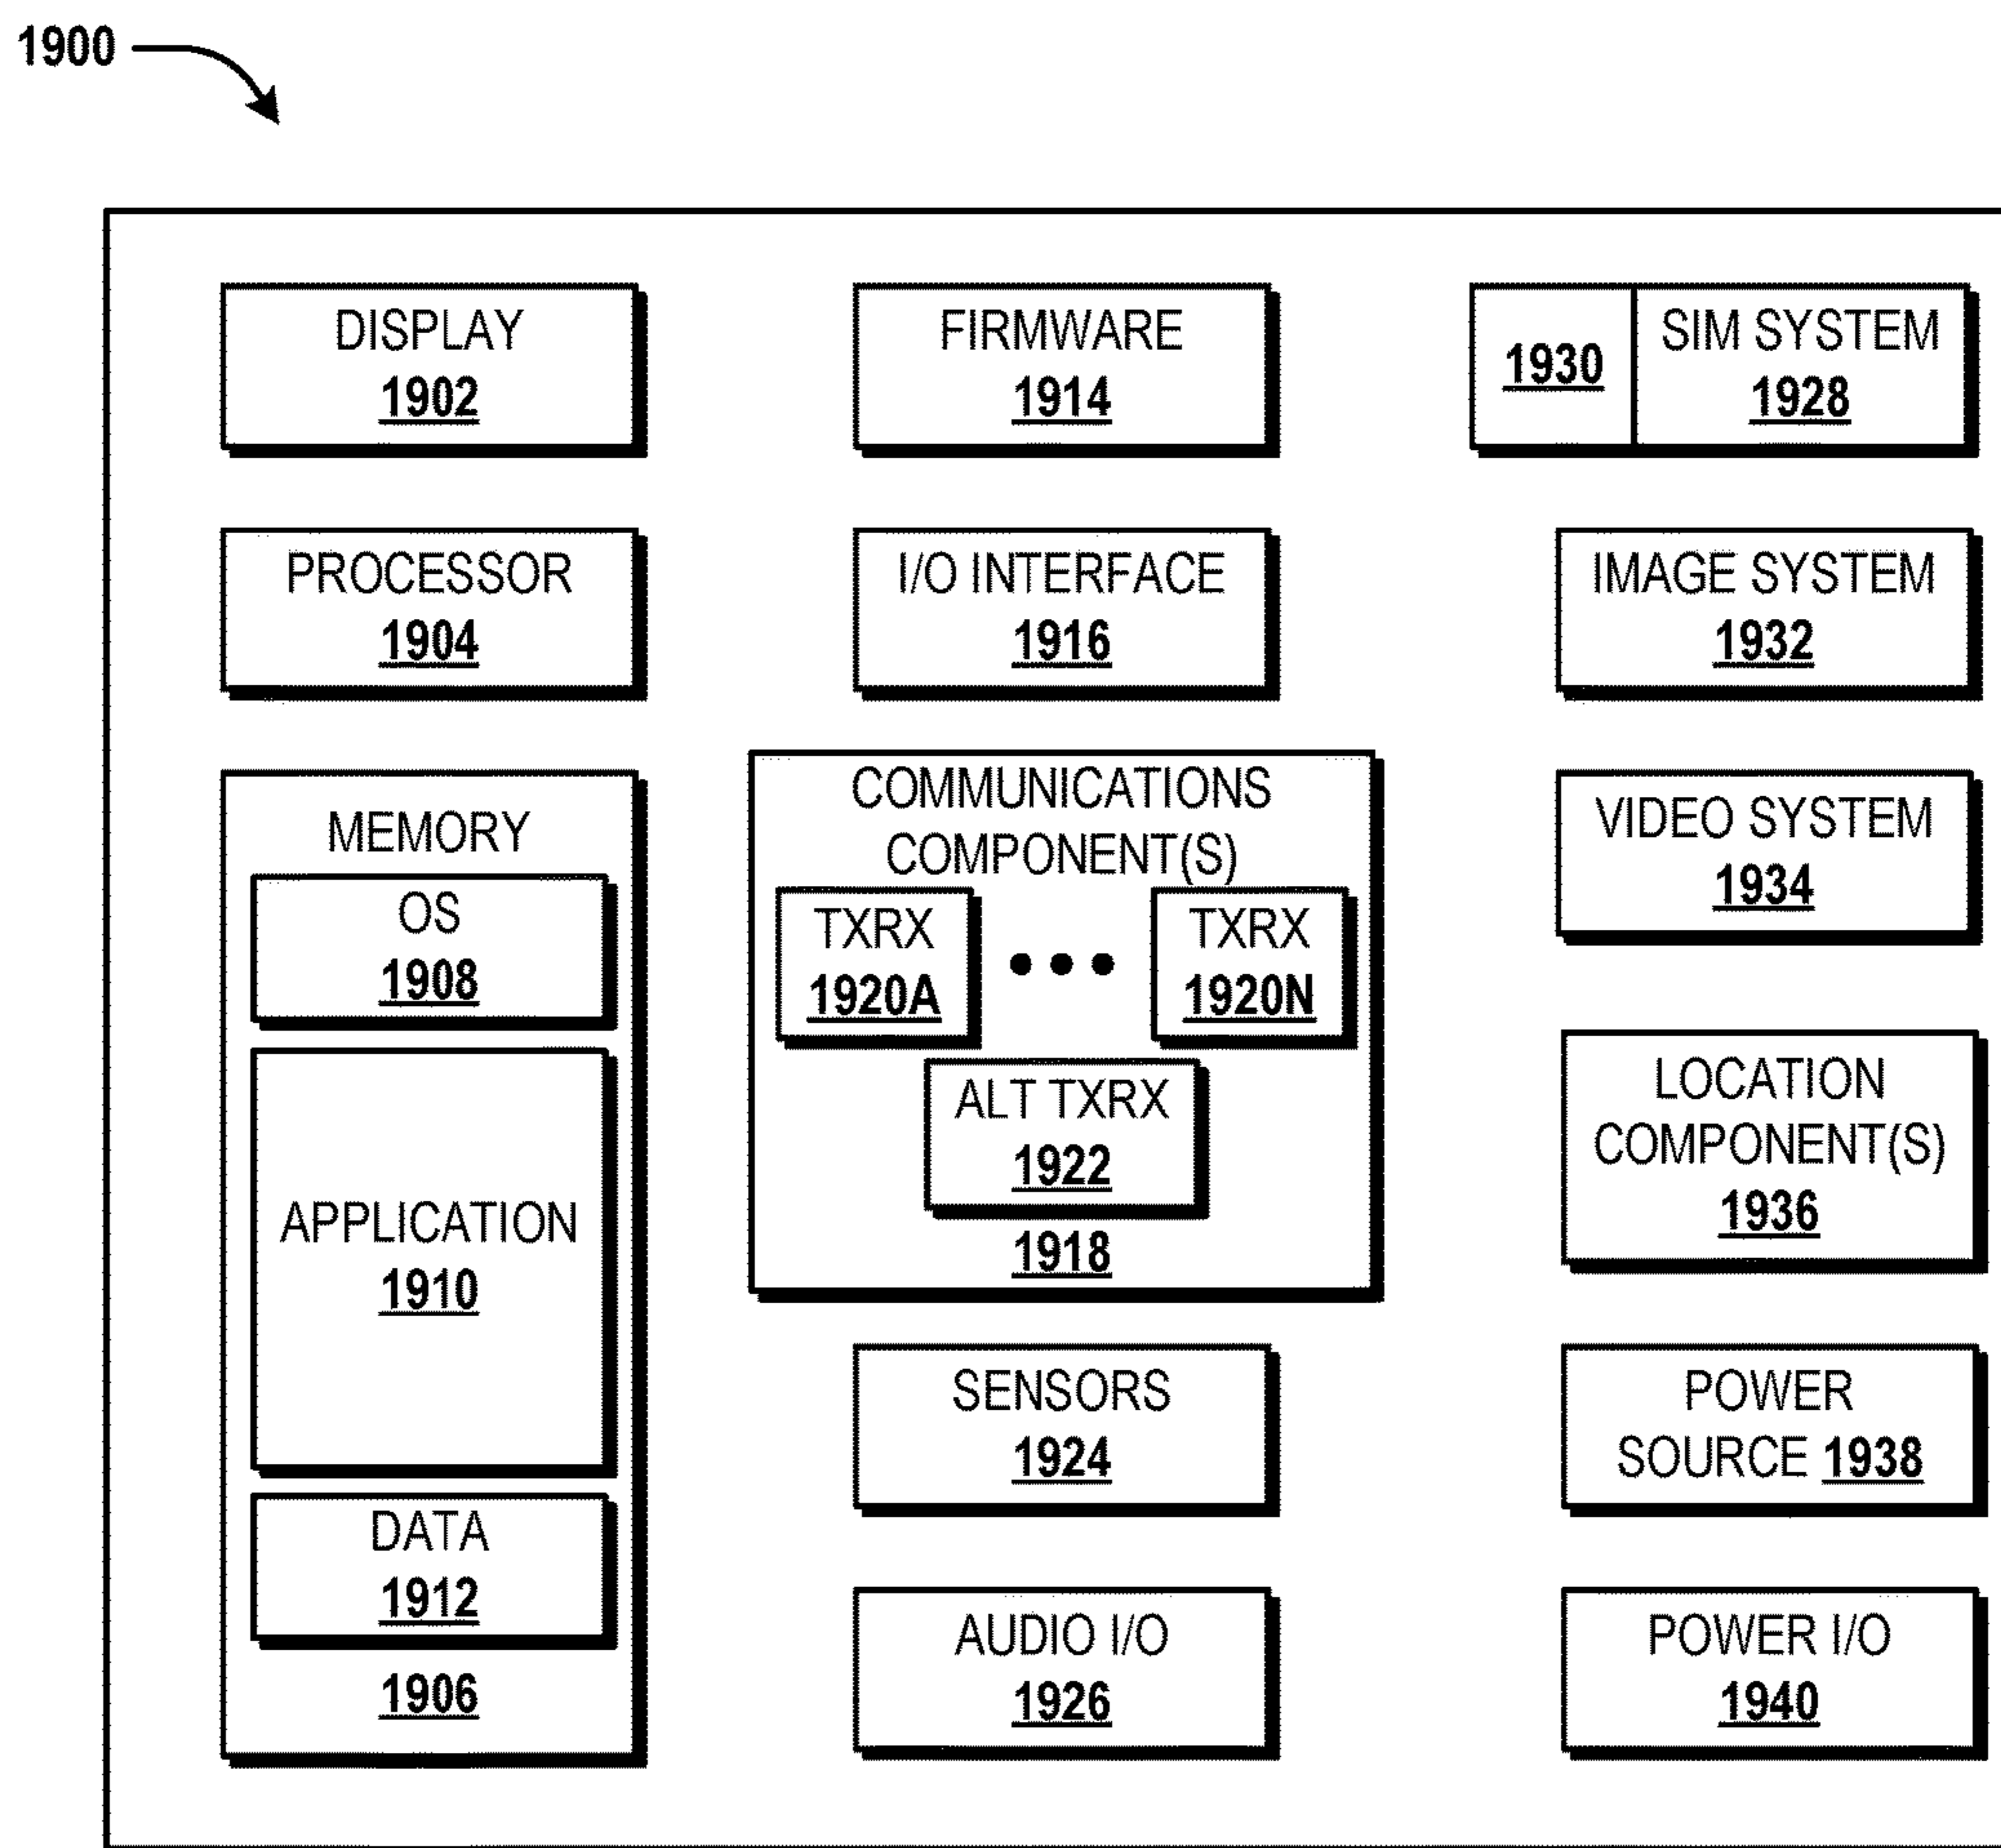 1900
DISPLAY
1902
PROCESSOR
1904
MEMORY
OS
1908
APPLICATION
1910
DATA
1912
1906
FIRMWARE
1914
I/O INTERFACE
1916
COMMUNICATIONS
COMPONENT(S)
TXRX
1920A
TXRX
1920N
ALT TXRX
1922
1918
SENSORS
1924
AUDIO I/O
1926
1930
SIM SYSTEM
1928
IMAGE SYSTEM
1932
VIDEO SYSTEM
1934
LOCATION
COMPONENT(S)
1936
POWER
SOURCE 1938
POWER I/O
1940